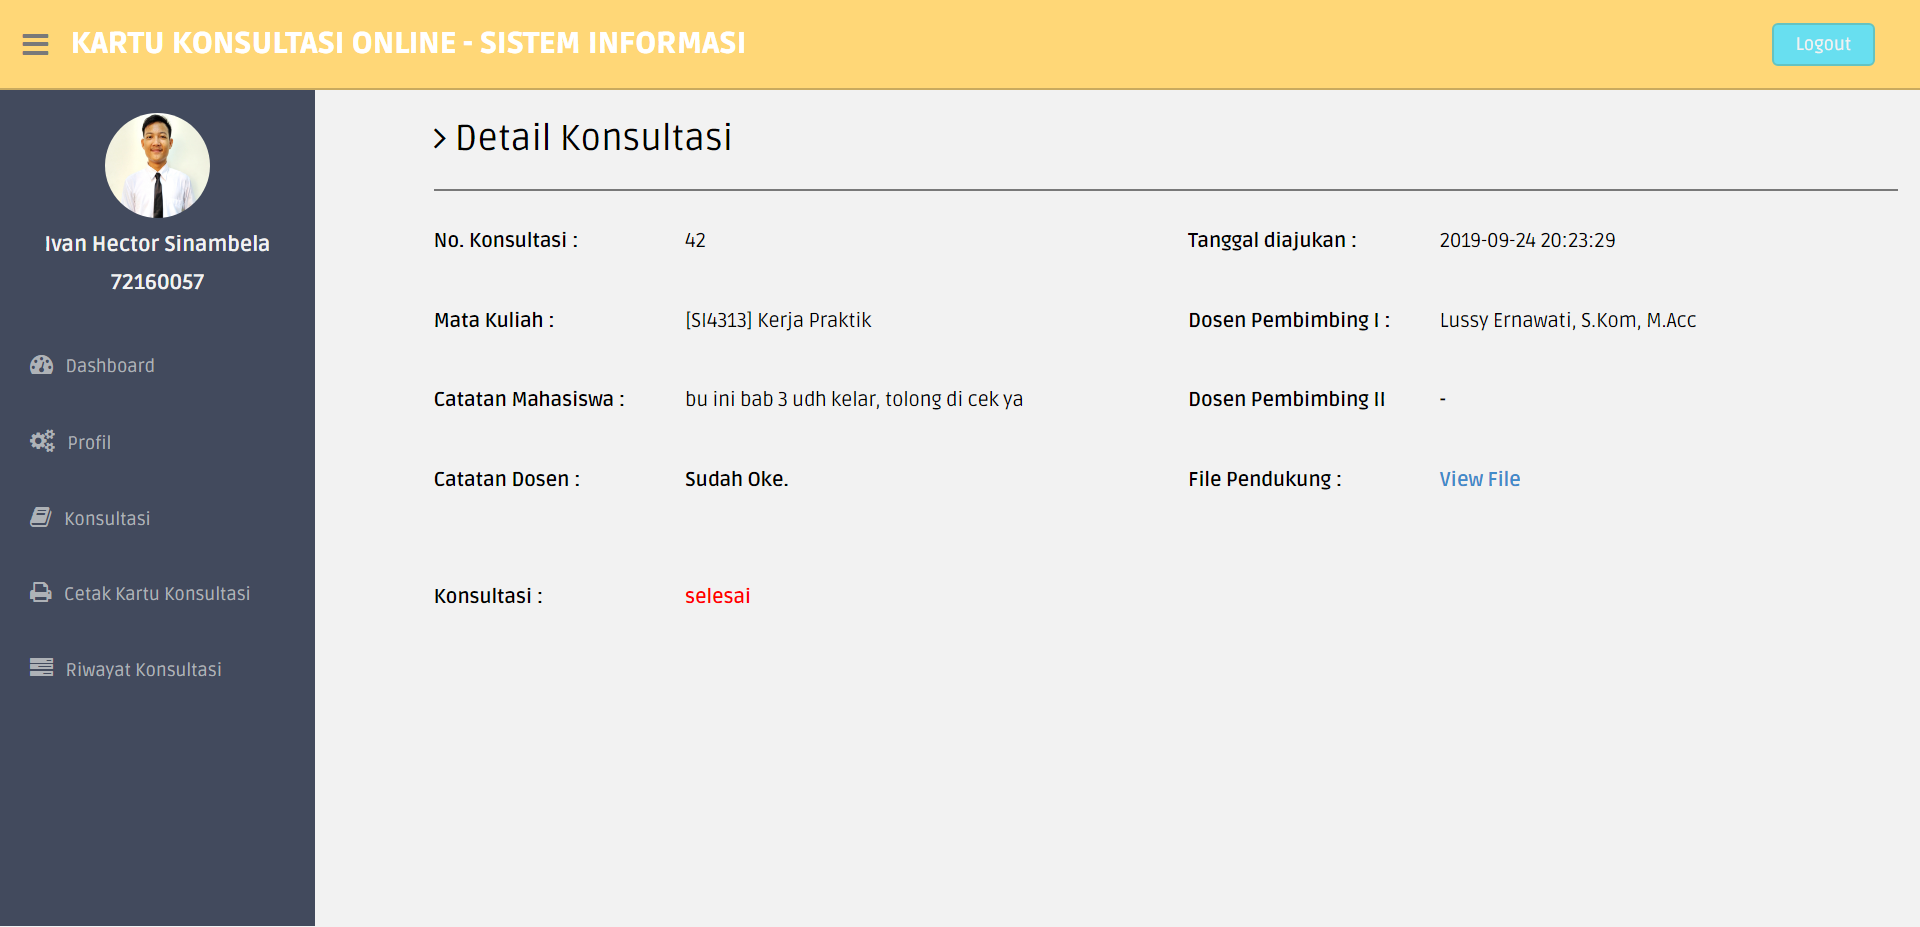 KARTU KONSULTASI ONLINE - SISTEM INFORMASI
Logout
Ivan Hector Sinambela
72160057
Dashboard
Profil
Konsultasi
Cetak Kartu Konsultasi
Riwayat Konsultasi
Detail Konsultasi
No. Konsultasi : 42
Tanggal diajukan : 2019-09-24 20:23:29
Mata Kuliah : [SI4313] Kerja Praktik
Dosen Pembimbing I : Lussy Ernawati, S.Kom, M.Acc
Catatan Mahasiswa : bu ini bab 3 udh kelar, tolong di cek ya
Dosen Pembimbing II -
Catatan Dosen : Sudah Oke.
File Pendukung : View File
Konsultasi : selesai